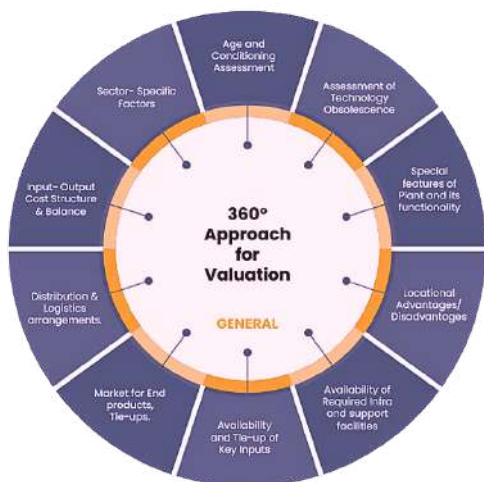 Age and
Conditioning
Assessment
Assessment of
Technology
Obsolescence
Special
features of
Plant and its
functionality
Locational
Advantages/
Disadvantages
Availability of
Required Infra
and support
facilities
Availability
and Tie-up of
Key Inputs
Market for End
products,
Tie-ups.
Distribution &
Logistics
arrangements.
Input- Output
Cost Structure
& Balance
Sector- Specific
Factors
360°
Approach
for
Valuation
GENERAL